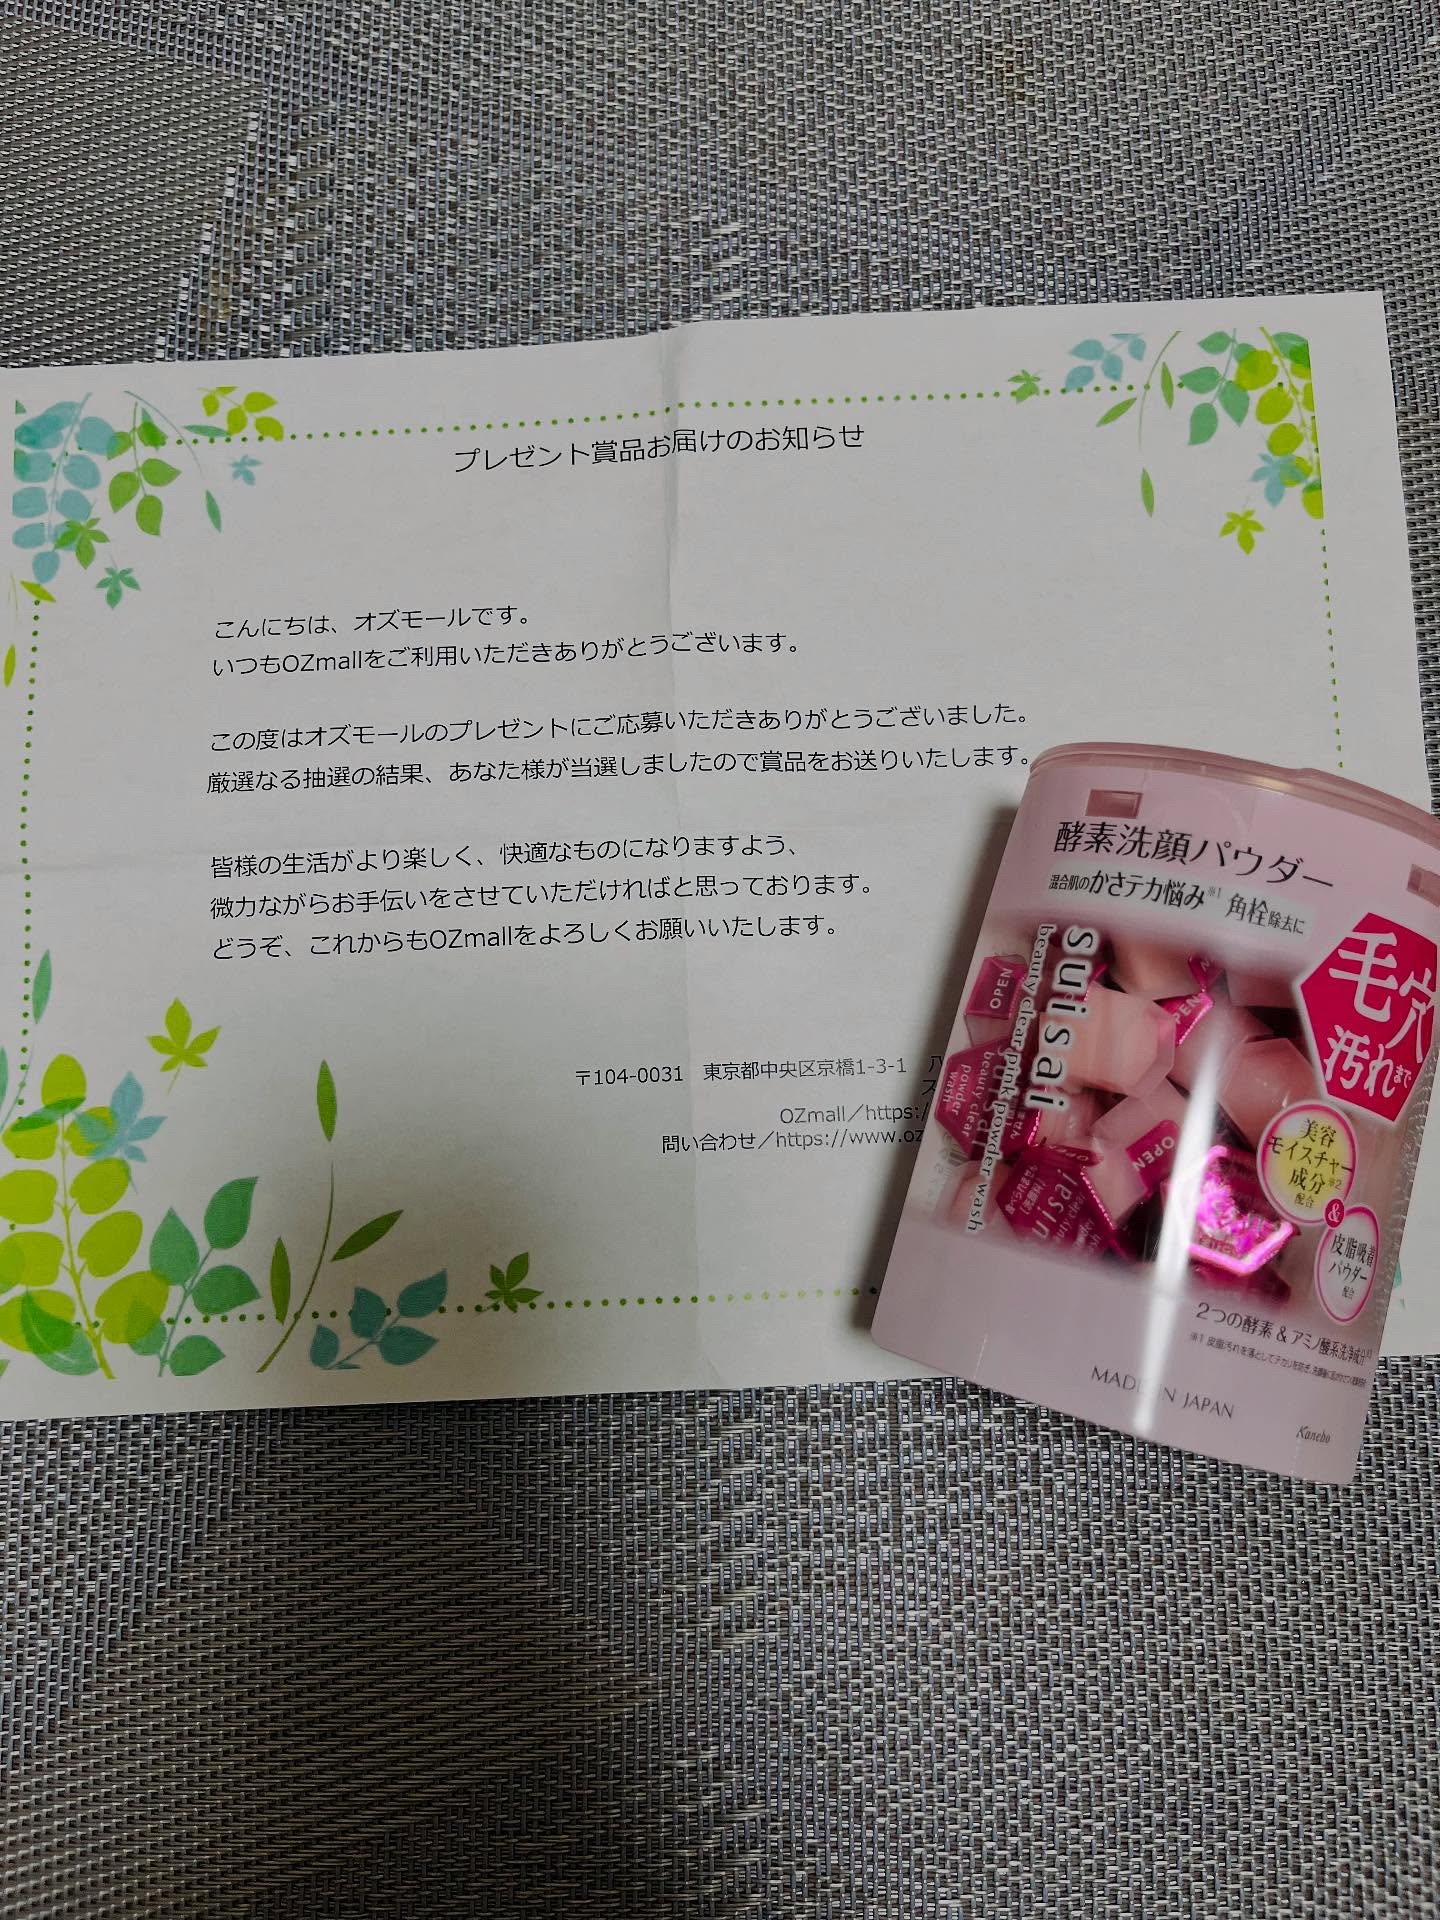 プレゼント賞品お届けのお知らせ
こんにちは、オズモールです。
いつもOZmallをご利用いただきありがとうございます。
この度はオズモールのプレゼントにご応募いただきありがとうございました。
厳選なる抽選の結果、あなた様が当選しましたので賞品をお送りいたします。
皆様の生活がより楽しく、快適なものになりますよう、
微力ながらお手伝いをさせていただければと思っております。
どうぞ、これからもOZmallをよろしくお願いいたします。
〒104-0031 東京都中央区京橋1-3-1 八
ス
OZmall／https:/
問い合わせ／https://www.oz
酵素洗顔パウダー
混合肌のかさテカ悩み※1 角栓除去に
毛穴
汚れまで
suisai
beauty clear pink powder wash
OPEN
OPEN
beauty clear
powder
wash
美容
モイスチャー
成分※2
配合
&
皮脂吸着
パウダー
配合
2つの酵素 & アミノ酸系洗浄成分※3
MADE IN JAPAN
Kanebo